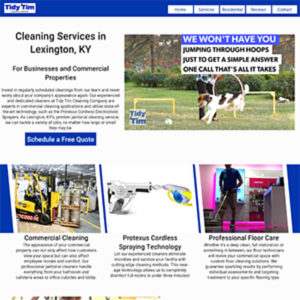 Tidy Tim
Home
Services
Residential
Reviews
Contact
Cleaning Services in
Lexington, KY
For Businesses and Commercial
Properties
Invest in regularly scheduled cleanings from our team and never
worry about your company's appearance again. Our experienced
and dedicated cleaners at Tidy Tim Cleaning Company are
experts in commercial cleaning applications and utilize state-of-
the-art technology, such as the Protexus Cordless Electrostatic
Sprayers. As Lexington, KY's premier janitorial cleaning service,
we can tackle a variety of jobs, no matter how large or small
they may be.
Schedule a Free Quote
WE WON'T HAVE YOU
JUMPING THROUGH HOOPS
JUST TO GET A SIMPLE ANSWER
ONE CALL THAT'S ALL IT TAKES
Tidy
Tim
Commercial Cleaning
The appearance of your commercial
property can not only affect how customers
view your space but can also affect
employee morale and comfort. Our
professional janitorial cleaners handle
everything from your bathroom and
cafeteria areas to office cubicles and lobby.
Protexus Cordless
Spraying Technology
Let our experienced cleaners eliminate
microbes and sanitize your facility with
cutting-edge cleaning methods. This new-
age technology allows us to completely
disinfect full rooms in under three minutes!
Professional Floor Care
Whether it's a deep clean, full restoration or
something in between, our floor technicians
will review your commercial space with
custom floor cleaning solutions. We
guarantee sparkling results by performing
individual assessments and targeting
treatment to your specific flooring type.